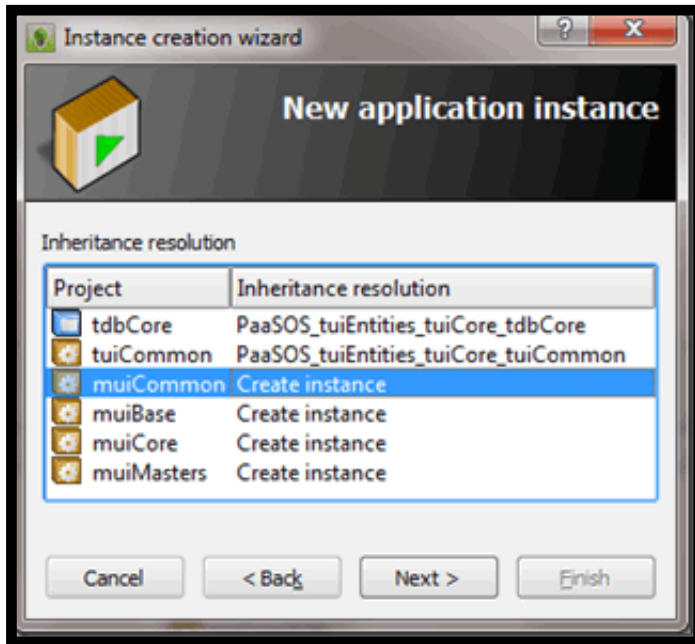 Instance creation wizard
New application instance
Inheritance resolution
Project Inheritance resolution
tdbCore PaaSOS_tuiEntities_tuiCore_tdbCore
tuiCommon PaaSOS_tuiEntities_tuiCore_tuiCommon
muiCommon Create instance
muiBase Create instance
muiCore Create instance
muiMasters Create instance
Cancel < Back Next > Finish